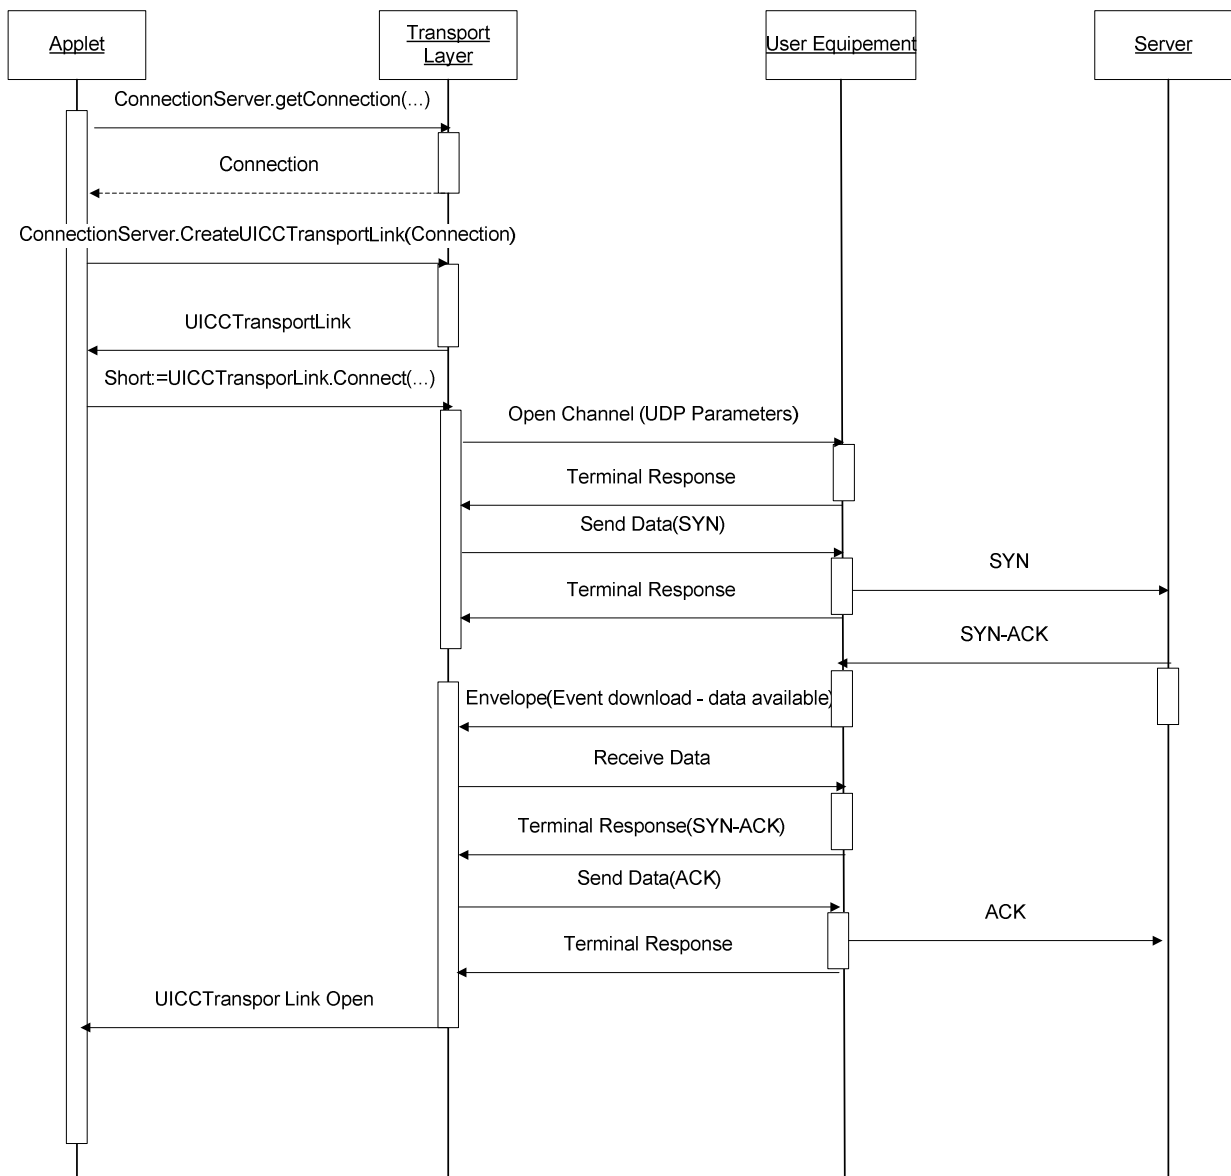 Applet
Transport
Layer
User Equipement
Server
ConnectionServer.getConnection(...)
Connection
ConnectionServer.CreateUICCTransportLink(Connection)
UICCTransportLink
Short:=UICCTransporLink.Connect(...)
Open Channel (UDP Parameters)
Terminal Response
Send Data(SYN)
SYN
Terminal Response
SYN-ACK
Envelope(Event download - data available)
Receive Data
Terminal Response(SYN-ACK)
Send Data(ACK)
ACK
Terminal Response
UICCTranspor Link Open